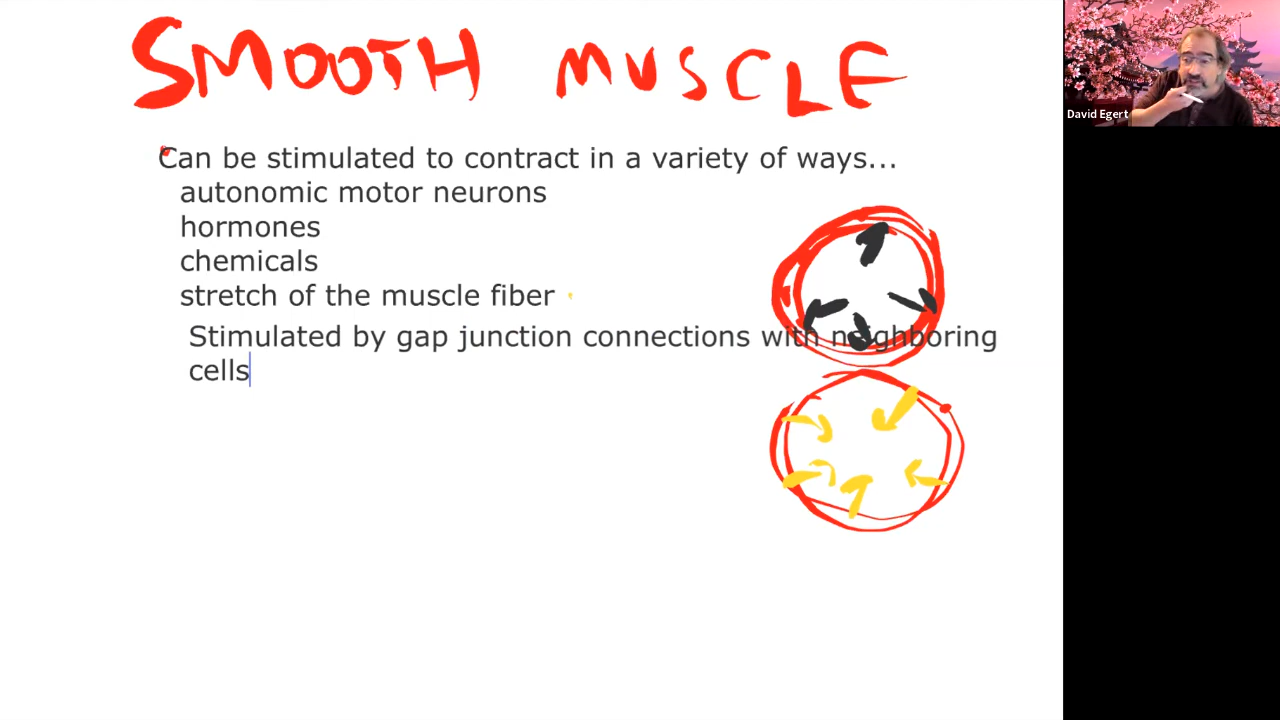 SMOOTH MUSCLE
Can be stimulated to contract in a variety of ways...
autonomic motor neurons
hormones
chemicals
stretch of the muscle fiber
Stimulated by gap junction connections with neighboring
cells
David Egert